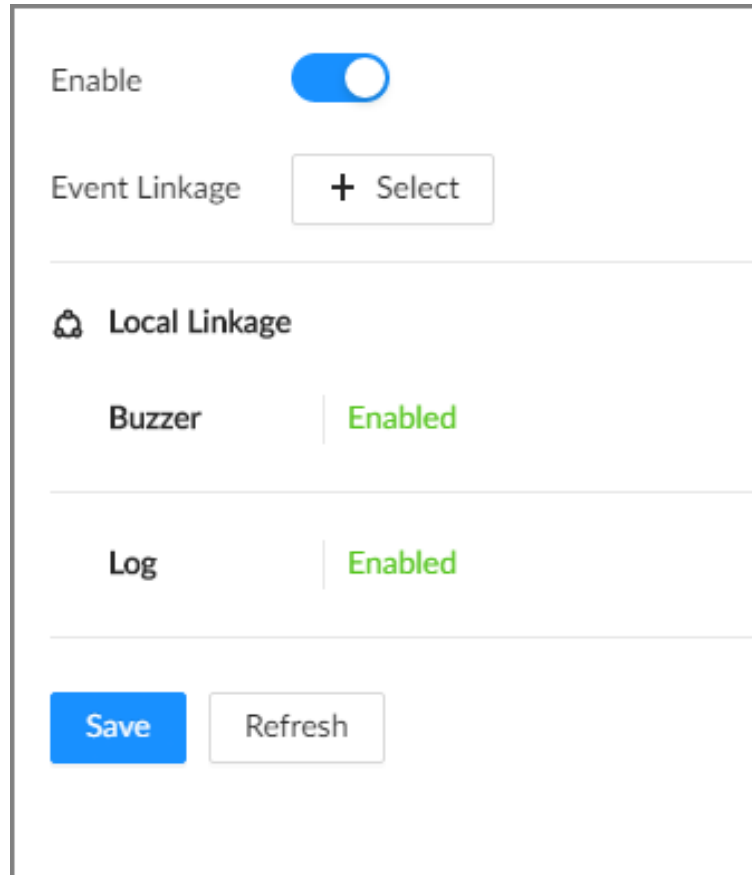 Enable
Event Linkage + Select
Local Linkage
Buzzer Enabled
Log Enabled
Save Refresh